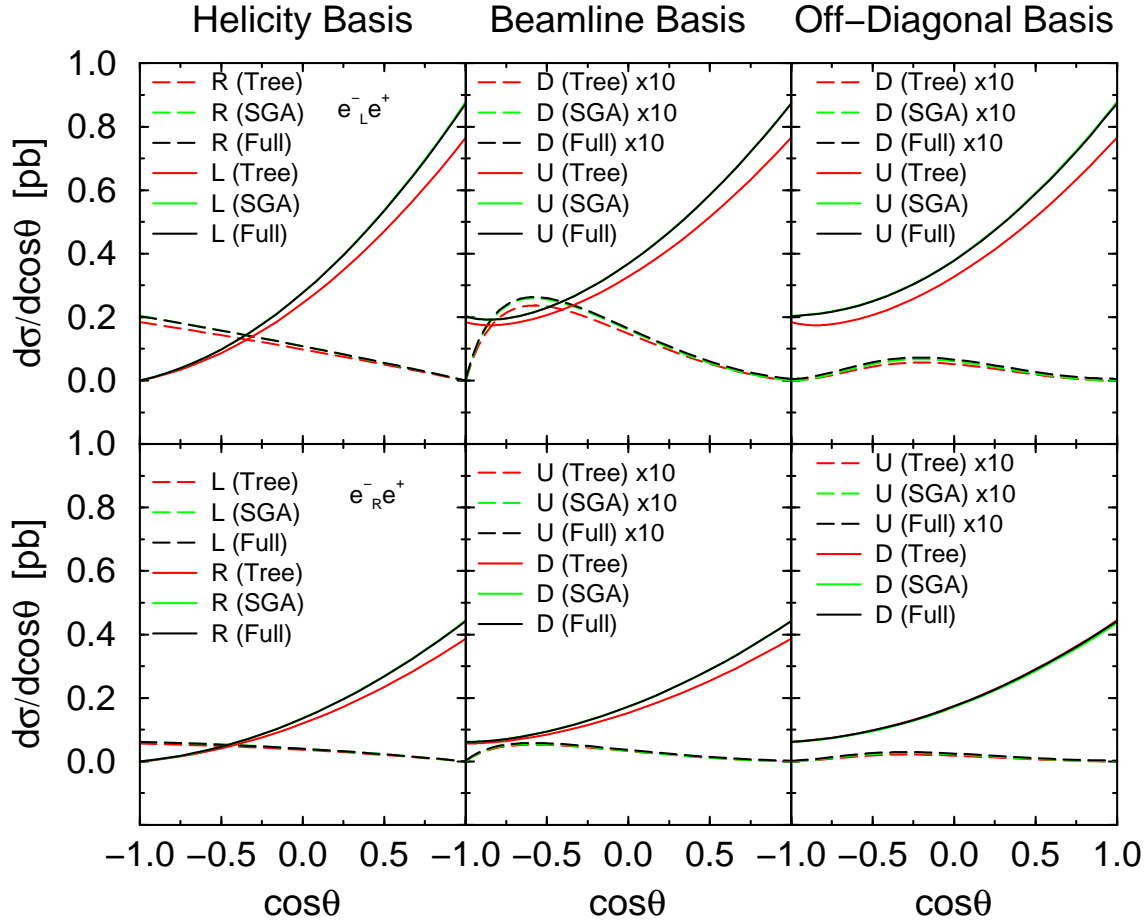 Helicity Basis
Beamline Basis
Off−Diagonal Basis
1.0
0.8
0.6
0.4
0.2
0.0
dσ/dcosθ [pb]
R (Tree)
R (SGA)
R (Full)
L (Tree)
L (SGA)
L (Full)
e⁻_L e⁺
D (Tree) x10
D (SGA) x10
D (Full) x10
U (Tree)
U (SGA)
U (Full)
D (Tree) x10
D (SGA) x10
D (Full) x10
U (Tree)
U (SGA)
U (Full)
1.0
0.8
0.6
0.4
0.2
0.0
dσ/dcosθ [pb]
L (Tree)
L (SGA)
L (Full)
R (Tree)
R (SGA)
R (Full)
e⁻_R e⁺
U (Tree) x10
U (SGA) x10
U (Full) x10
D (Tree)
D (SGA)
D (Full)
U (Tree) x10
U (SGA) x10
U (Full) x10
D (Tree)
D (SGA)
D (Full)
−1.0 −0.5 0.0 0.5 −1.0 −0.5 0.0 0.5 −1.0 −0.5 0.0 0.5 1.0
cosθ
cosθ
cosθ